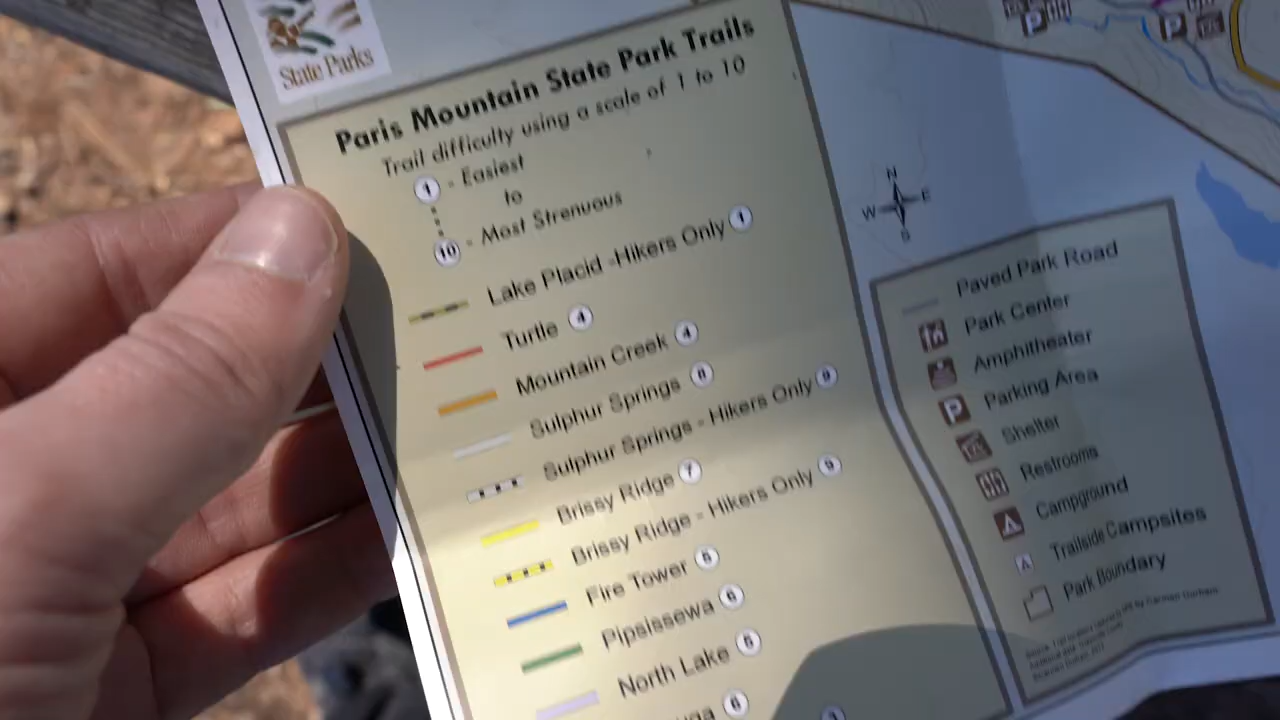 State Parks
Paris Mountain State Park Trails
Trail difficulty using a scale of 1 to 10
1 - Easiest
to
10 - Most Strenuous
Lake Placid -Hikers Only 1
Turtle 4
Mountain Creek 4
Sulphur Springs 8
Sulphur Springs - Hikers Only 9
Brissy Ridge 7
Brissy Ridge - Hikers Only
Fire Tower
Pipsissewa 6
North Lake 5
6
N
W E
S
P
P
Paved Park Road
Park Center
Amphitheater
P Parking Area
Shelter
Restrooms
Campground
Trailside Campsites
Park Boundary